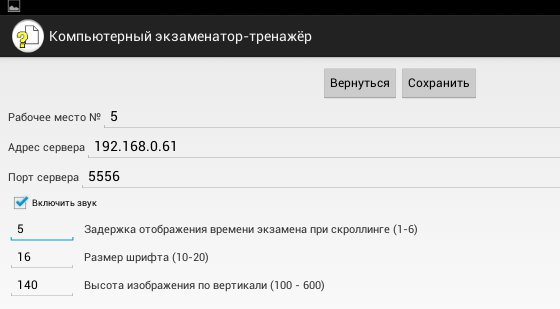 Компьютерный экзаменатор-тренажёр
Вернуться Сохранить
Рабочее место № 5
Адрес сервера 192.168.0.61
Порт сервера 5556
Включить звук
5 Задержка отображения времени экзамена при скроллинге (1-6)
16 Размер шрифта (10-20)
140 Высота изображения по вертикали (100 - 600)